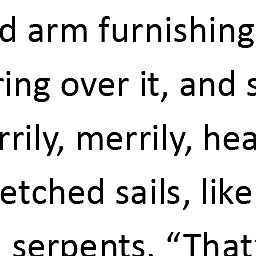 d arm furnishing
ring over it, and s
rrily, merrily, hea
etched sails, like
serpents. “That’